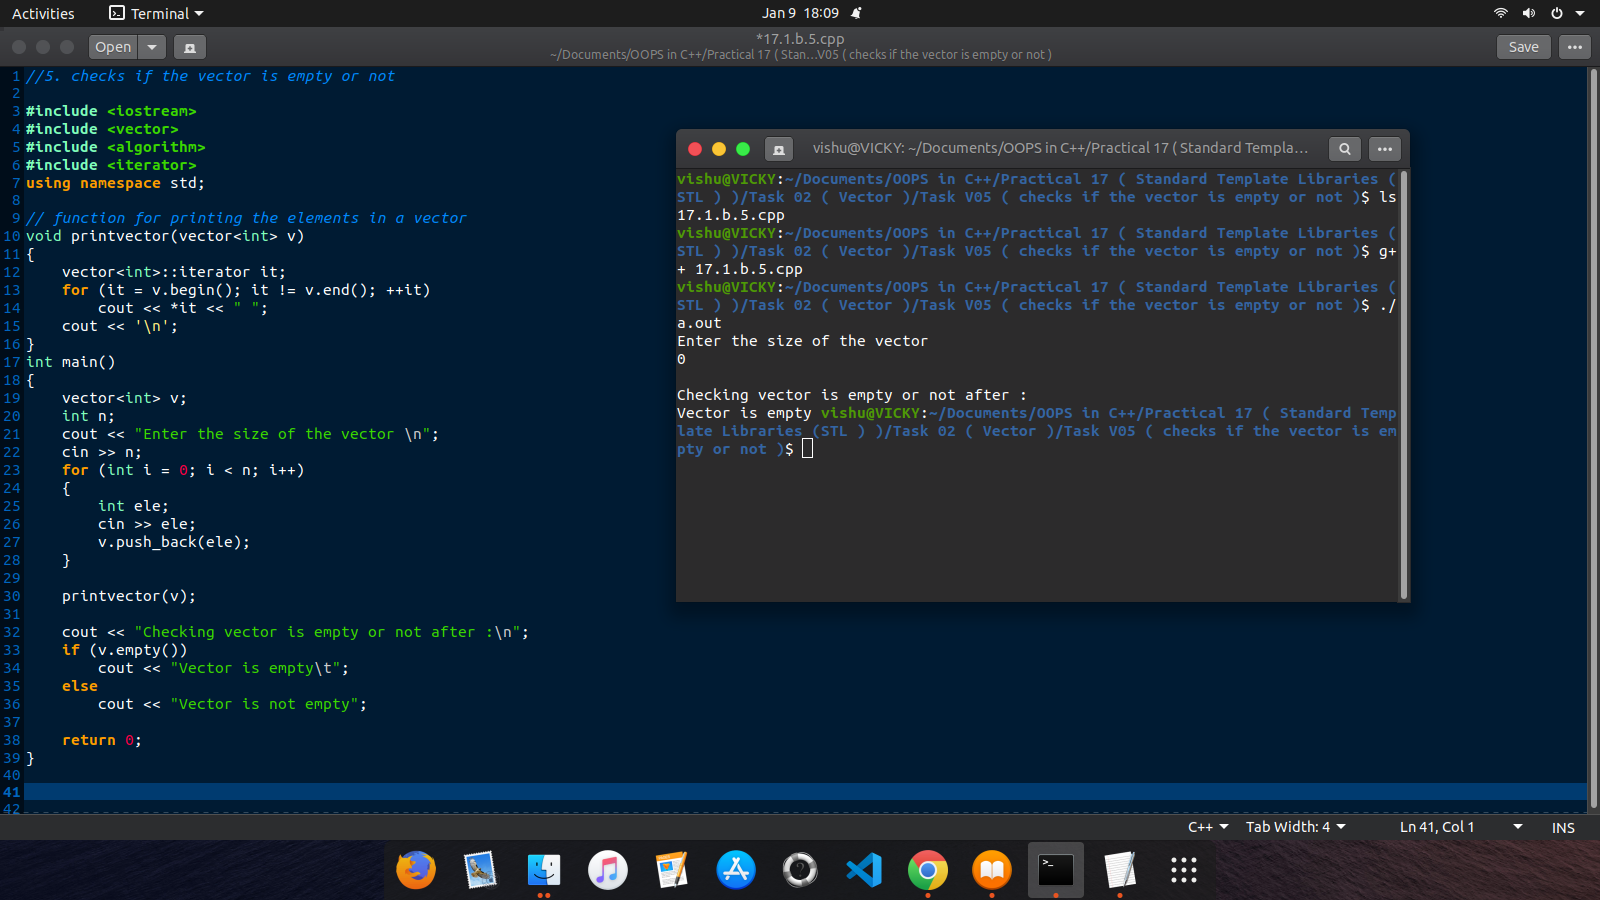 Activities
Terminal
Jan 9 18:09
Open
*17.1.b.5.cpp
~/Documents/OOPS in C++/Practical 17 ( Stan...V05 ( checks if the vector is empty or not )
Save
1 //5. checks if the vector is empty or not
2
3 #include <iostream>
4 #include <vector>
5 #include <algorithm>
6 #include <iterator>
7 using namespace std;
8
9 // function for printing the elements in a vector
10 void printvector(vector<int> v)
11 {
12     vector<int>::iterator it;
13     for (it = v.begin(); it != v.end(); ++it)
14         cout << *it << " ";
15     cout << '\n';
16 }
17 int main()
18 {
19     vector<int> v;
20     int n;
21     cout << "Enter the size of the vector \n";
22     cin >> n;
23     for (int i = 0; i < n; i++)
24     {
25         int ele;
26         cin >> ele;
27         v.push_back(ele);
28     }
29
30     printvector(v);
31
32     cout << "Checking vector is empty or not after :\n";
33     if (v.empty())
34         cout << "Vector is empty\t";
35     else
36         cout << "Vector is not empty";
37
38     return 0;
39 }
40
41
42
vishu@VICKY: ~/Documents/OOPS in C++/Practical 17 ( Standard Templa...
vishu@VICKY:~/Documents/OOPS in C++/Practical 17 ( Standard Template Libraries (
STL ) )/Task 02 ( Vector )/Task V05 ( checks if the vector is empty or not )$ ls
17.1.b.5.cpp
vishu@VICKY:~/Documents/OOPS in C++/Practical 17 ( Standard Template Libraries (
STL ) )/Task 02 ( Vector )/Task V05 ( checks if the vector is empty or not )$ g+
+ 17.1.b.5.cpp
vishu@VICKY:~/Documents/OOPS in C++/Practical 17 ( Standard Template Libraries (
STL ) )/Task 02 ( Vector )/Task V05 ( checks if the vector is empty or not )$ ./
a.out
Enter the size of the vector
0
Checking vector is empty or not after :
Vector is empty vishu@VICKY:~/Documents/OOPS in C++/Practical 17 ( Standard Temp
late Libraries (STL ) )/Task 02 ( Vector )/Task V05 ( checks if the vector is em
pty or not )$
C++
Tab Width: 4
Ln 41, Col 1
INS